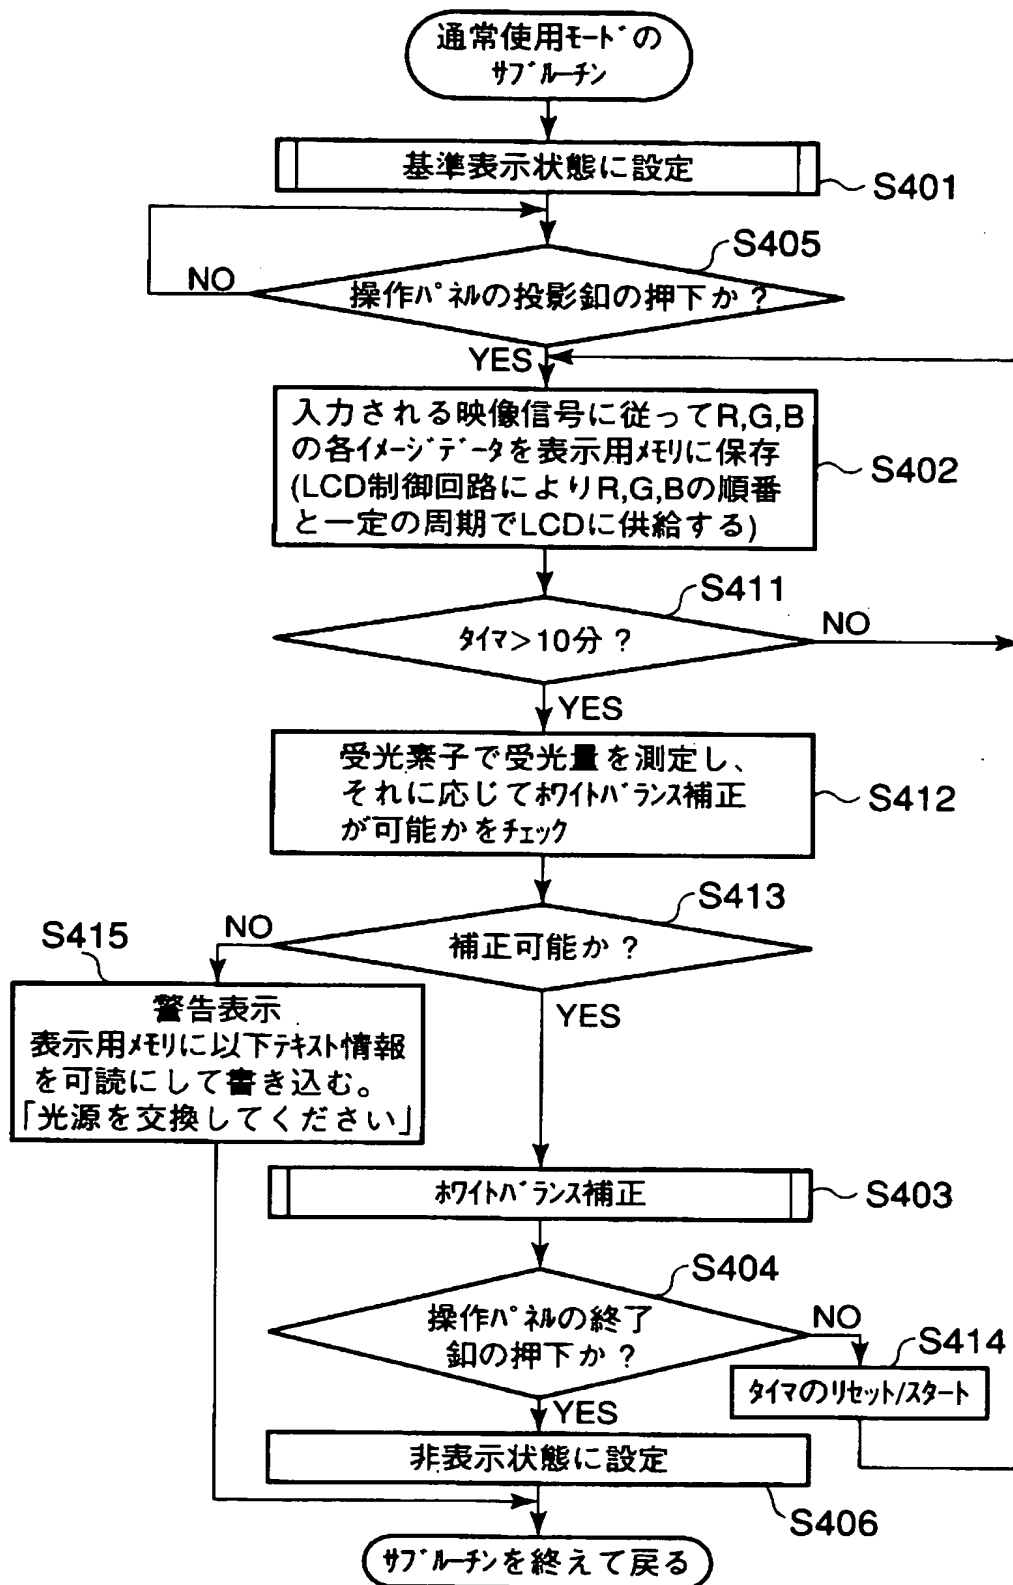 通常使用ﾓｰﾄﾞの
ｻﾌﾞﾙｰﾁﾝ
基準表示状態に設定
S401
S405
NO
操作ﾊﾟﾈﾙの投影釦の押下か？
YES
入力される映像信号に従ってR,G,B
の各ｲﾒｰｼﾞﾃﾞｰﾀを表示用ﾒﾓﾘに保存
(LCD制御回路によりR,G,Bの順番
と一定の周期でLCDに供給する)
S402
S411
ﾀｲﾏ>10分？
NO
YES
受光素子で受光量を測定し、
それに応じてﾎﾜｲﾄﾊﾞﾗﾝｽ補正
が可能かをﾁｪｯｸ
S412
S413
S415
NO
補正可能か？
YES
警告表示
表示用ﾒﾓﾘに以下ﾃｷｽﾄ情報
を可読にして書き込む。
「光源を交換してください」
ﾎﾜｲﾄﾊﾞﾗﾝｽ補正
S403
S404
操作ﾊﾟﾈﾙの終了
釦の押下か？
NO
S414
ﾀｲﾏのﾘｾｯﾄ/ｽﾀｰﾄ
YES
非表示状態に設定
S406
ｻﾌﾞﾙｰﾁﾝを終えて戻る